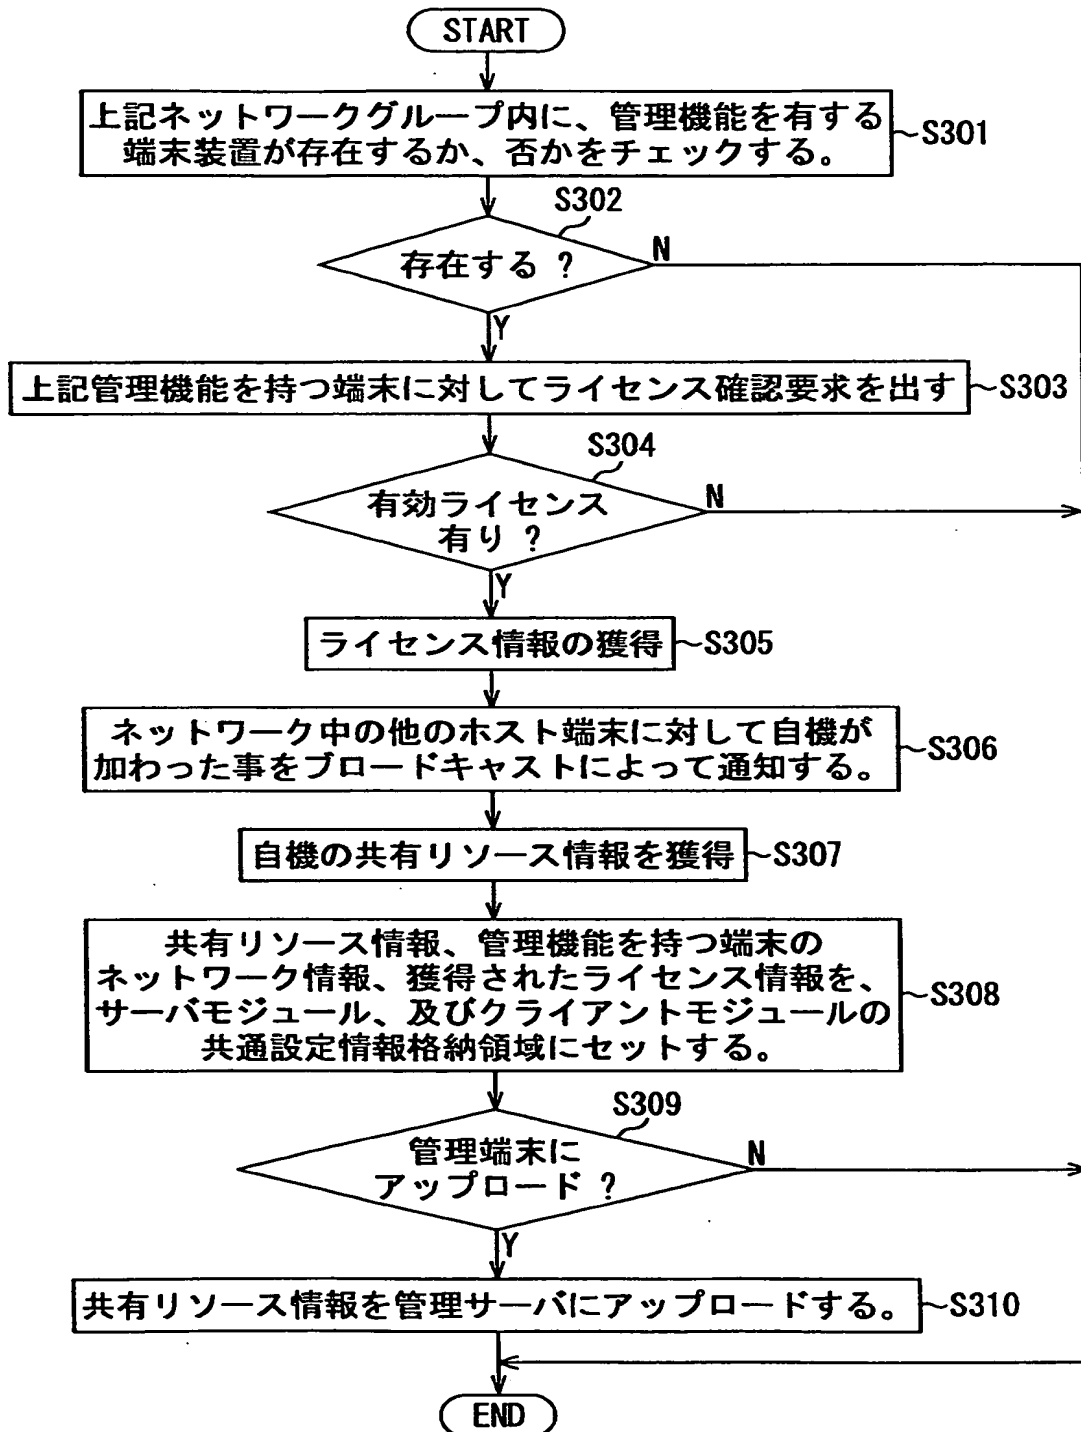 START
上記ネットワークグループ内に、管理機能を有する
端末装置が存在するか、否かをチェックする。
S301
S302
存在する ?
N
Y
上記管理機能を持つ端末に対してライセンス確認要求を出す
S303
S304
有効ライセンス
有り ?
N
Y
ライセンス情報の獲得
S305
ネットワーク中の他のホスト端末に対して自機が
加わった事をブロードキャストによって通知する。
S306
自機の共有リソース情報を獲得
S307
共有リソース情報、管理機能を持つ端末の
ネットワーク情報、獲得されたライセンス情報を、
サーバモジュール、及びクライアントモジュールの
共通設定情報格納領域にセットする。
S308
S309
管理端末に
アップロード ?
N
Y
共有リソース情報を管理サーバにアップロードする。
S310
END